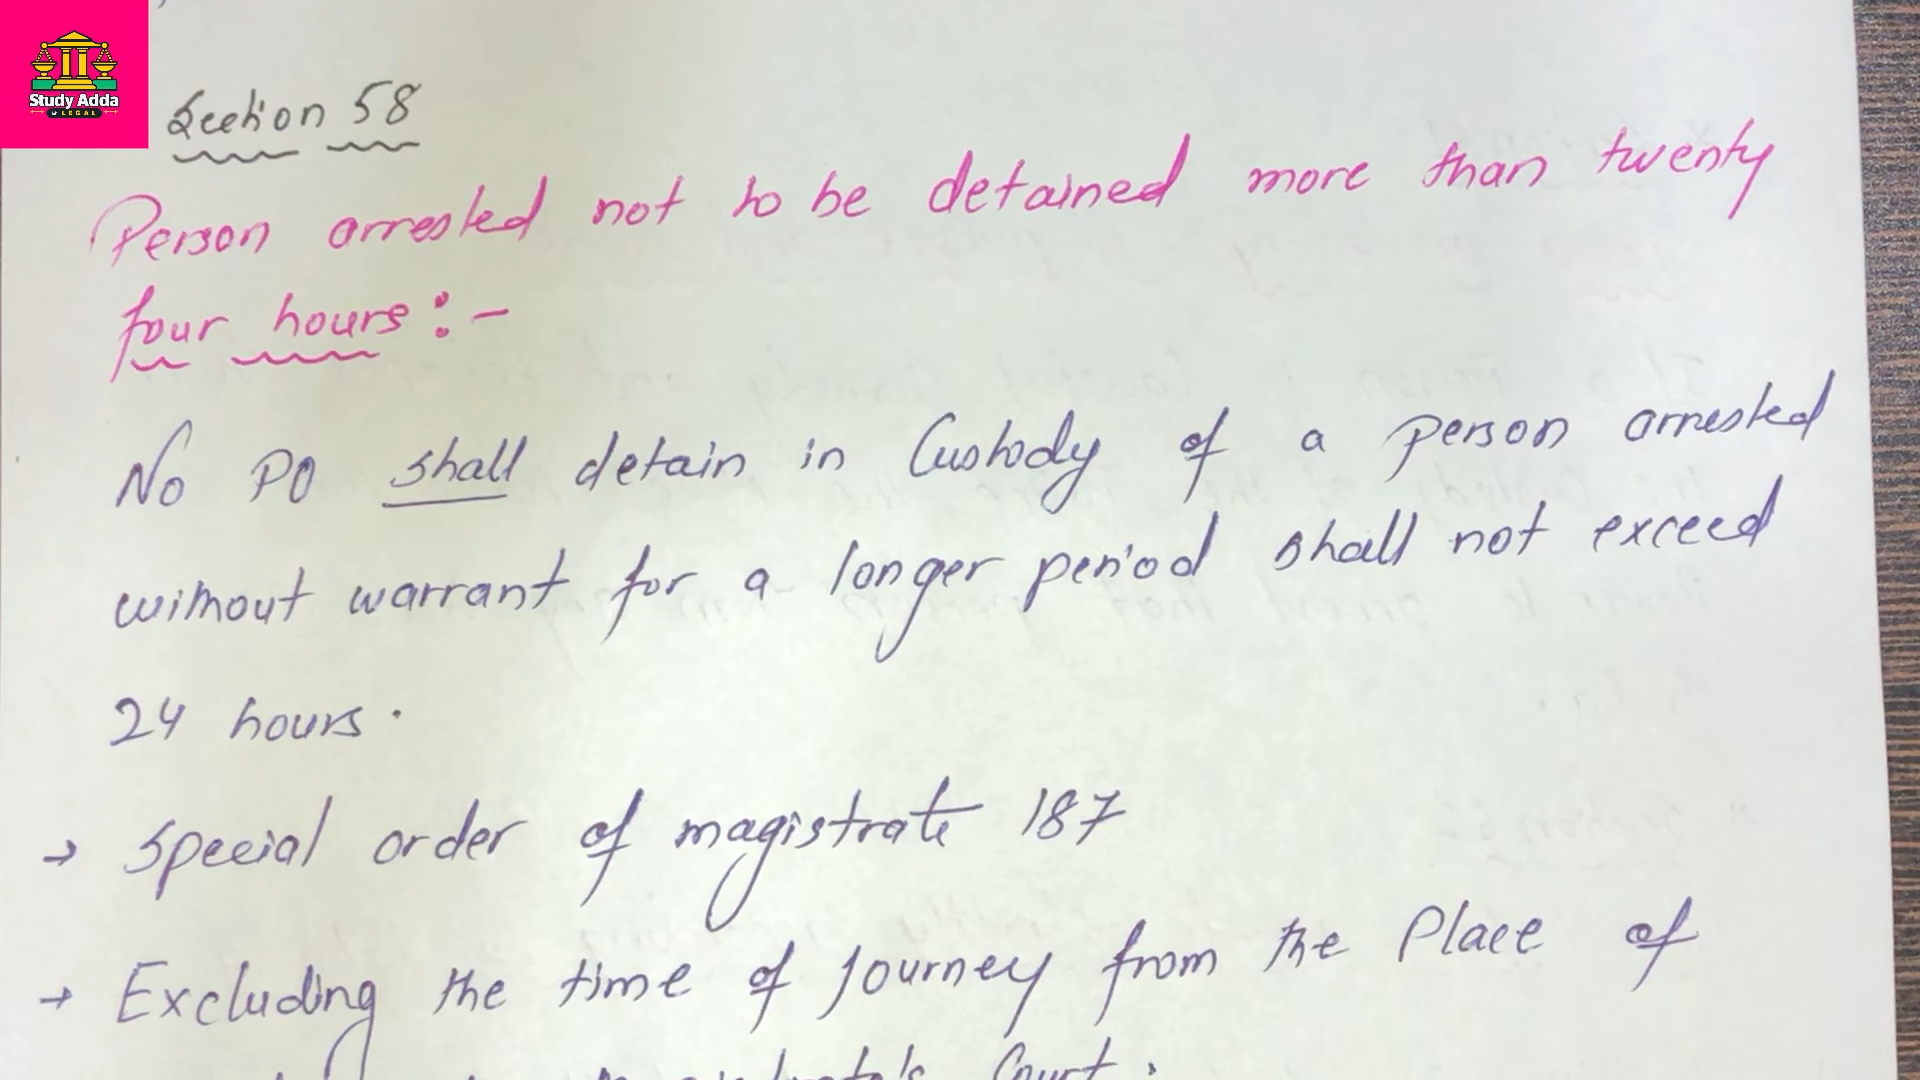 Study Adda
LEGAL
Section 58
Person arrested not to be detained more than twenty
four hours :-
No PO shall detain in Custody of a person arrested
without warrant for a longer period shall not exceed
24 hours.
→ Special order of magistrate 187
→ Excluding the time of Journey from the Place of
Court.